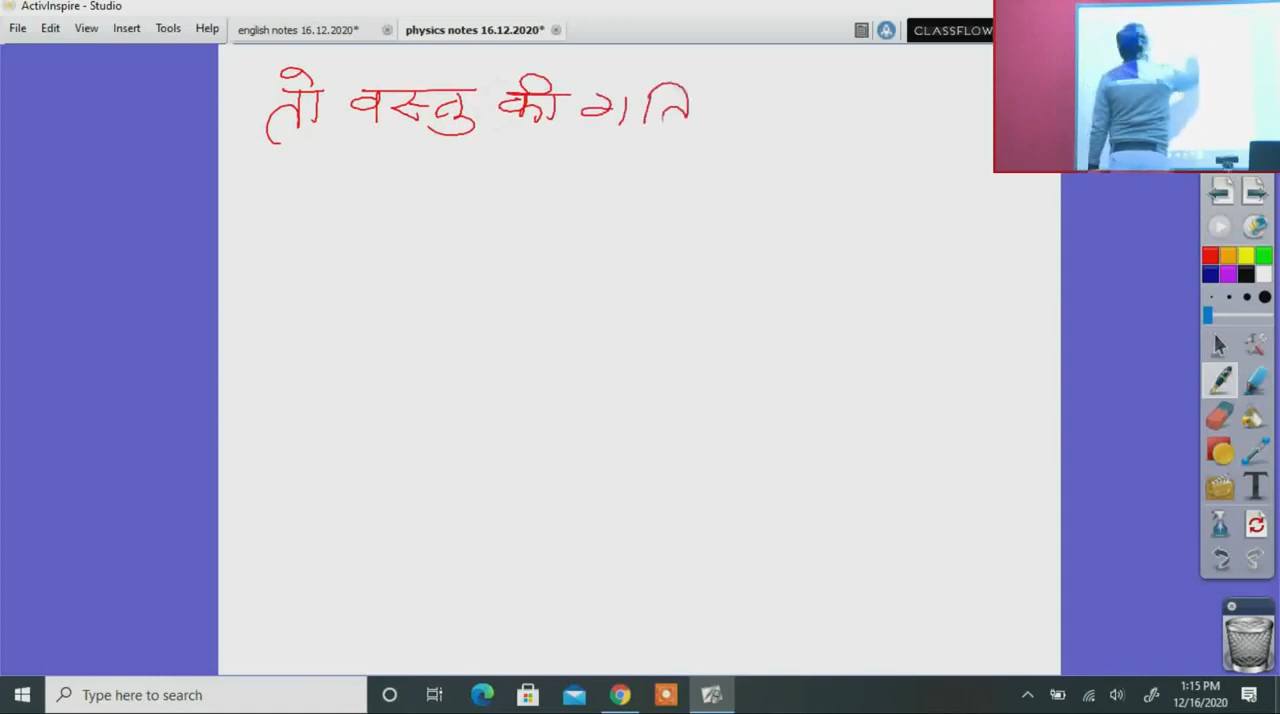 ActivInspire - Studio
File Edit View Insert Tools Help
english notes 16.12.2020*
physics notes 16.12.2020*
CLASSFLOW
तो वस्तु की गति
T
Type here to search
1:15 PM
12/16/2020